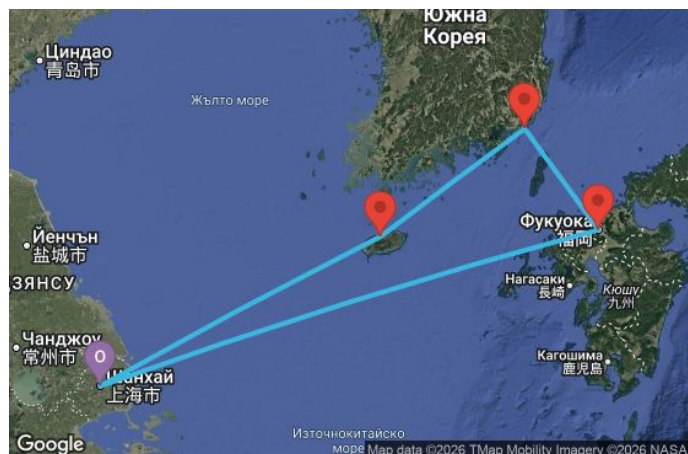 Южна
Корея
Циндао
青岛市
Жълто море
Фукуока
福岡
Йенчън
盐城市
Нагасаки
長崎
ДЗЯНСУ
Кюшу
九州
Чанджоу
常州市
O
Шанхай
上海市
Кагошима
鹿児島
Източнокитайско
море
Google
Map data ©2026 TMap Mobility Imagery ©2026 NASA